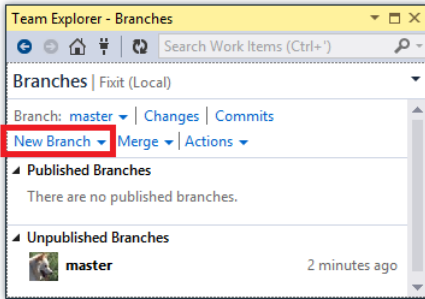 Team Explorer - Branches
Search Work Items (Ctrl+')
Branches | Fixit (Local)
Branch: master | Changes | Commits
New Branch | Merge | Actions
Published Branches
There are no published branches.
Unpublished Branches
master 2 minutes ago